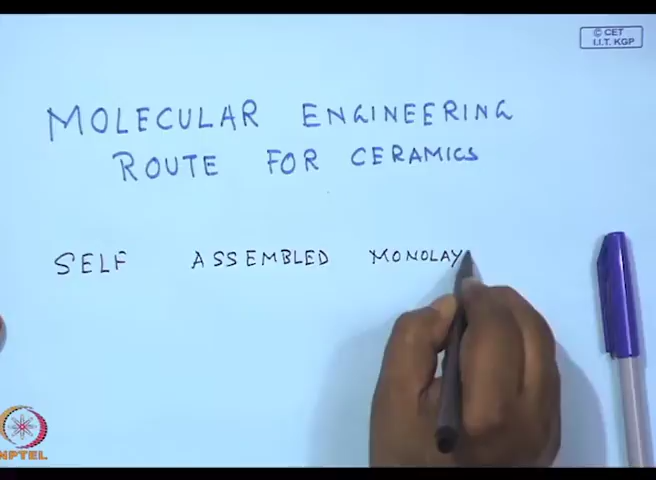 © CET
I.I.T. KGP
MOLECULAR ENGINEERING
ROUTE FOR CERAMICS
SELF ASSEMBLED MONOLAY
NPTEL